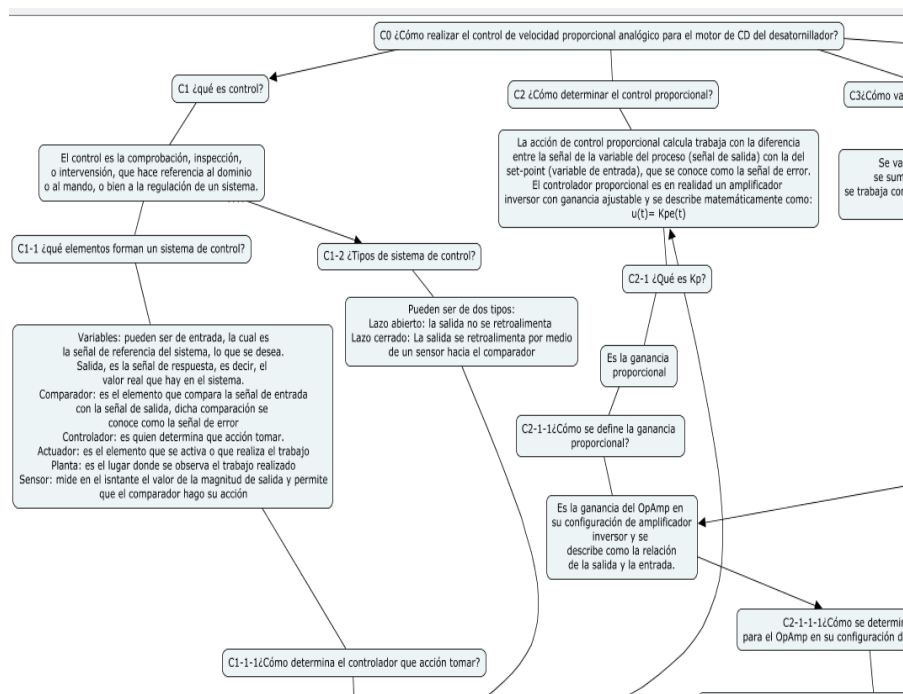 C0 ¿Cómo realizar el control de velocidad proporcional analógico para el motor de CD del desatornillador?
C1 ¿qué es control?
C2 ¿Cómo determinar el control proporcional?
C3¿Cómo va
El control es la comprobación, inspección,
o intervención, que hace referencia al dominio
o al mando, o bien a la regulación de un sistema.
La acción de control proporcional calcula trabaja con la diferencia
entre la señal de la variable del proceso (señal de salida) con la del
set-point (variable de entrada), que se conoce como la señal de error.
El controlador proporcional es en realidad un amplificador
inversor con ganancia ajustable y se describe matemáticamente como:
u(t)= Kpe(t)
Se va
se sum
se trabaja con
C1-1 ¿qué elementos forman un sistema de control?
C1-2 ¿Tipos de sistema de control?
C2-1 ¿Qué es Kp?
Variables: pueden ser de entrada, la cual es
la señal de referencia del sistema, lo que se desea.
Salida, es la señal de respuesta, es decir, el
valor real que hay en el sistema.
Comparador: es el elemento que compara la señal de entrada
con la señal de salida, dicha comparación se
conoce como la señal de error
Controlador: es quien determina que acción tomar.
Actuador: es el elemento que se activa o que realiza el trabajo
Planta: es el lugar donde se observa el trabajo realizado
Sensor: mide en el isntante el valor de la magnitud de salida y permite
que el comparador hago su acción
Pueden ser de dos tipos:
Lazo abierto: la salida no se retroalimenta
Lazo cerrado: La salida se retroalimenta por medio
de un sensor hacia el comparador
Es la ganancia
proporcional
C2-1-1¿Cómo se define la ganancia
proporcional?
Es la ganancia del OpAmp en
su configuración de amplificador
inversor y se
describe como la relación
de la salida y la entrada.
C2-1-1-1¿Cómo se determin
para el OpAmp en su configuración d
C1-1-1¿Cómo determina el controlador que acción tomar?